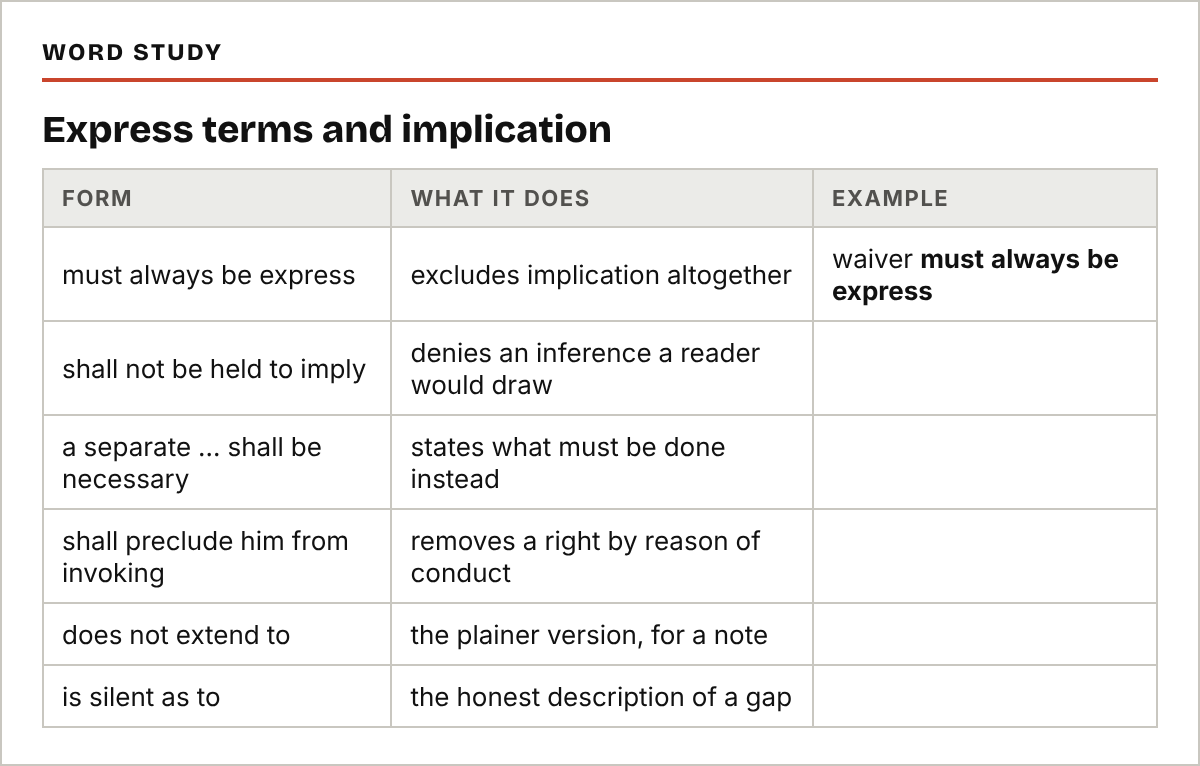 WORD STUDY
Express terms and implication
FORM
WHAT IT DOES
EXAMPLE
must always be express
excludes implication altogether
waiver must always be
express
shall not be held to imply
denies an inference a reader
would draw
a separate ... shall be
necessary
states what must be done
instead
shall preclude him from
invoking
removes a right by reason of
conduct
does not extend to
the plainer version, for a note
is silent as to
the honest description of a gap